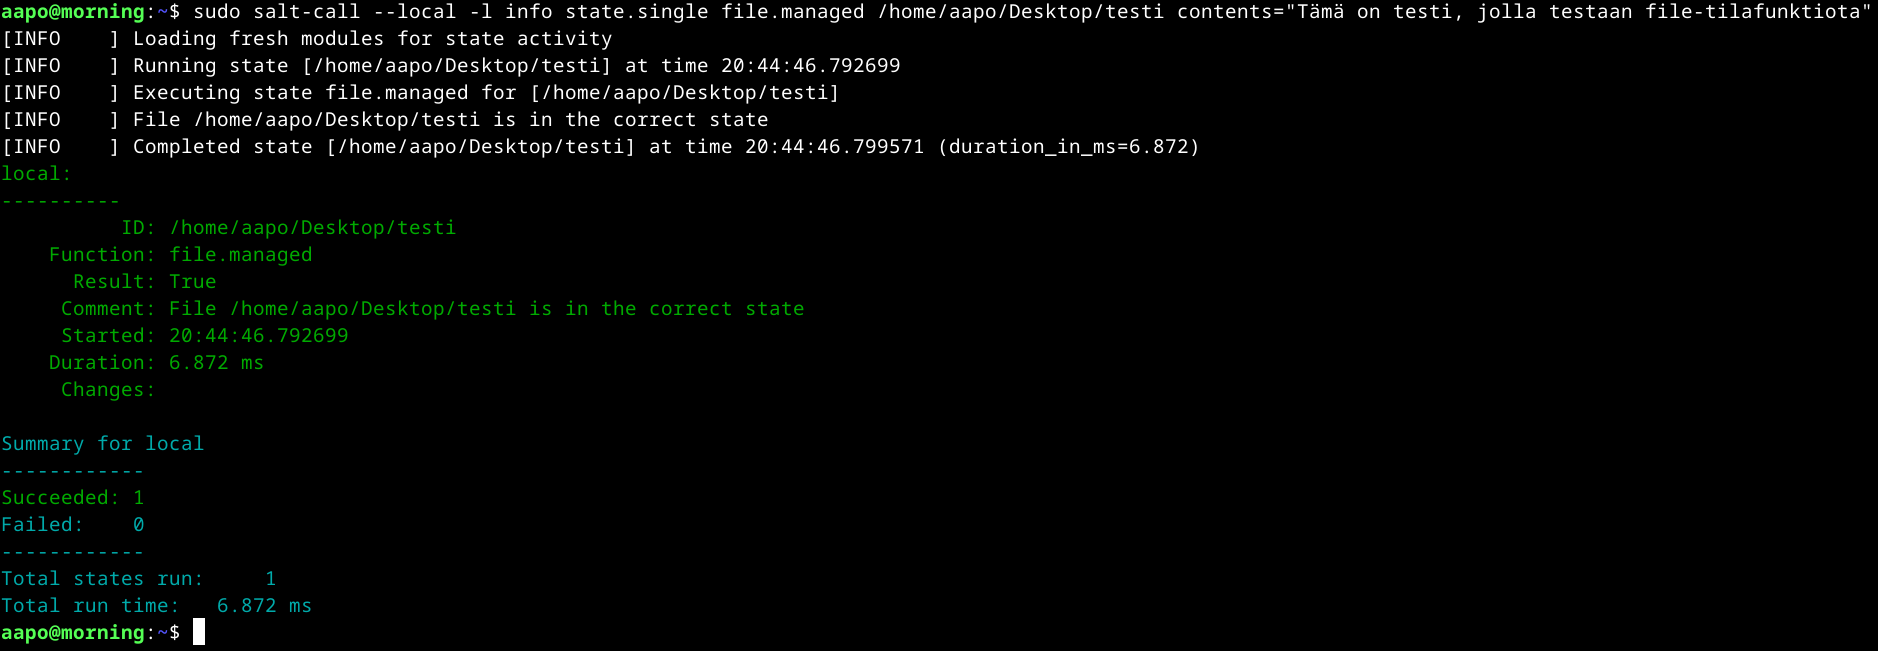 aapo@morning:~$ sudo salt-call --local -l info state.single file.managed /home/aapo/Desktop/testi contents="Tämä on testi, jolla testaan file-tilafunktiota"
[INFO    ] Loading fresh modules for state activity
[INFO    ] Running state [/home/aapo/Desktop/testi] at time 20:44:46.792699
[INFO    ] Executing state file.managed for [/home/aapo/Desktop/testi]
[INFO    ] File /home/aapo/Desktop/testi is in the correct state
[INFO    ] Completed state [/home/aapo/Desktop/testi] at time 20:44:46.799571 (duration_in_ms=6.872)
local:
----------
          ID: /home/aapo/Desktop/testi
    Function: file.managed
      Result: True
     Comment: File /home/aapo/Desktop/testi is in the correct state
     Started: 20:44:46.792699
    Duration: 6.872 ms
     Changes:

Summary for local
------------
Succeeded: 1
Failed:    0
------------
Total states run:     1
Total run time:   6.872 ms
aapo@morning:~$